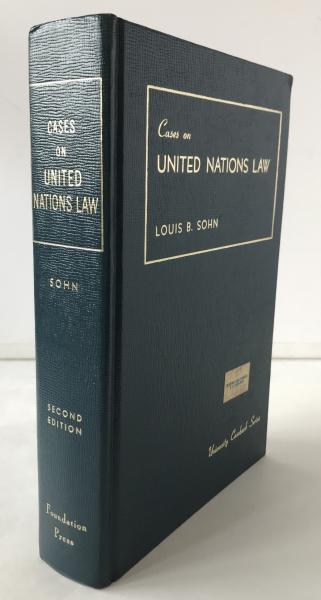 CASES
ON
UNITED
NATIONS LAW
SOHN
SECOND
EDITION
Foundation
Press
Cases on
UNITED NATIONS LAW
LOUIS B. SOHN
University Casebook Series